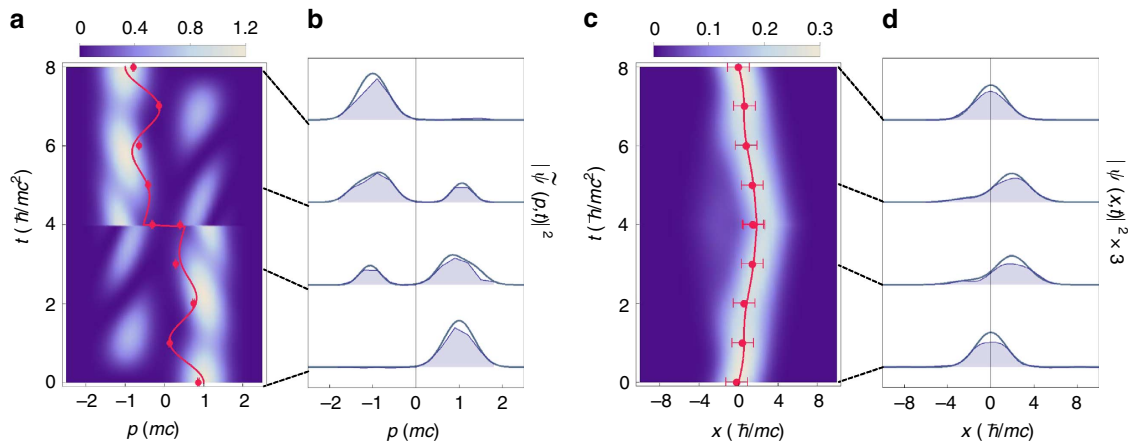 a
0 0.4 0.8 1.2
8
6
4
2
0
t (ℏ/mc²)
−2 −1 0 1 2
p (mc)
b
−2 −1 0 1 2
p (mc)
|ψ̃ (p,t)|²
c
0 0.1 0.2 0.3
8
6
4
2
0
t (ℏ/mc²)
−8 −4 0 4 8
x (ℏ/mc)
d
−8 −4 0 4 8
x (ℏ/mc)
|ψ (x,t)|² × 3